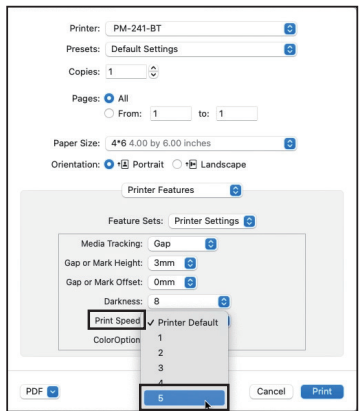 Printer: PM-241-BT
Presets: Default Settings
Copies: 1
Pages: All
From: 1 to: 1
Paper Size: 4*6 4.00 by 6.00 inches
Orientation: Portrait Landscape
Printer Features
Feature Sets: Printer Settings
Media Tracking: Gap
Gap or Mark Height: 3mm
Gap or Mark Offset: 0mm
Darkness: 8
Print Speed ✓ Printer Default
ColorOption 1
2
3
4
5
PDF Cancel Print